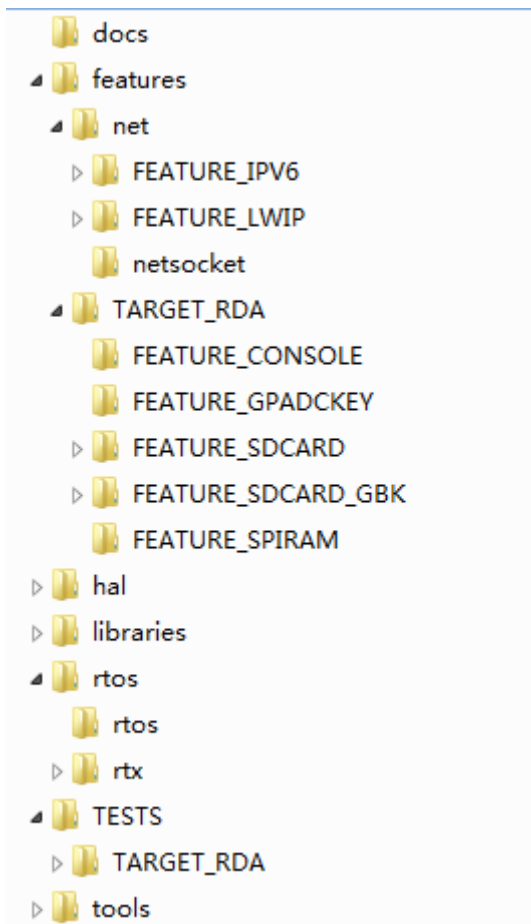 docs
features
net
FEATURE_IPV6
FEATURE_LWIP
netsocket
TARGET_RDA
FEATURE_CONSOLE
FEATURE_GPADCKEY
FEATURE_SDCARD
FEATURE_SDCARD_GBK
FEATURE_SPIRAM
hal
libraries
rtos
rtos
rtx
TESTS
TARGET_RDA
tools